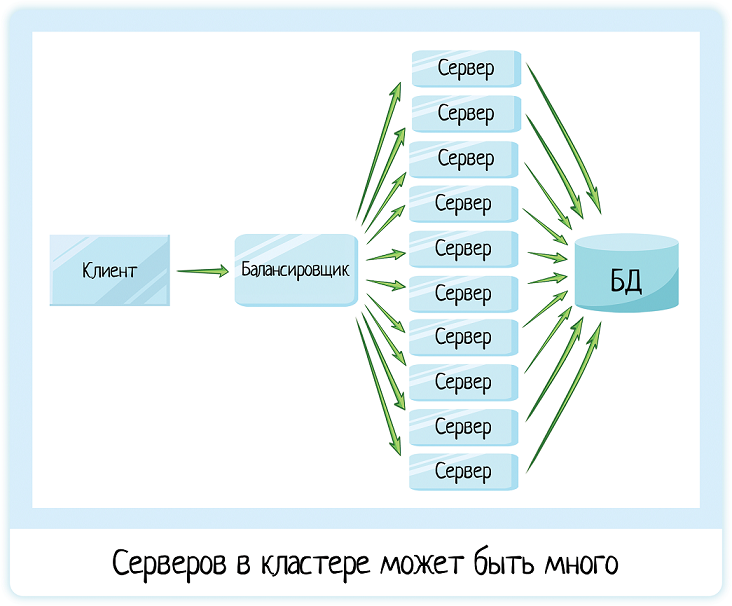 Сервер
Сервер
Сервер
Сервер
Клиент
Балансировщик
Сервер
БД
Сервер
Сервер
Сервер
Сервер
Сервер
Серверов в кластере может быть много